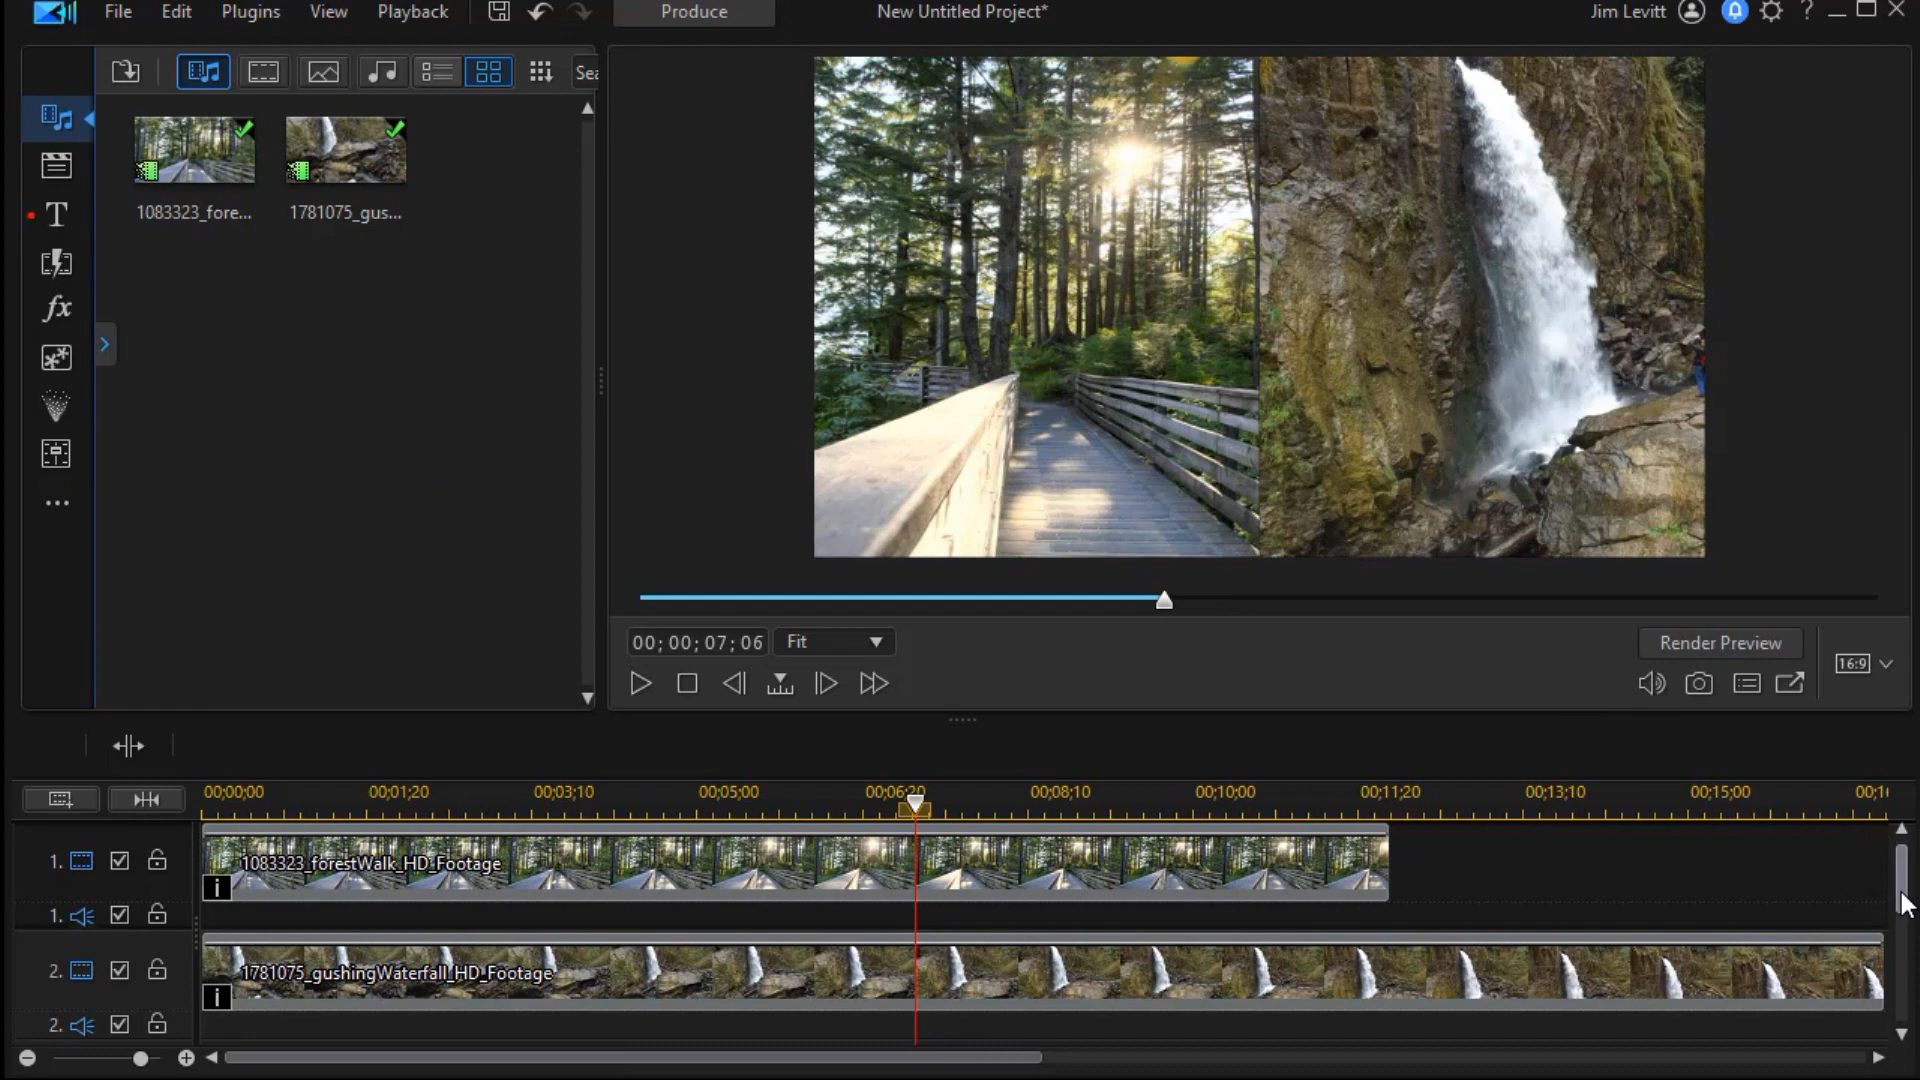 File Edit Plugins View Playback Produce New Untitled Project* Jim Levitt ?
Sea
T
fx
1083323_fore... 1781075_gus...
00;00;07;06 Fit Render Preview 16:9
00;00;00 00;01;20 00;03;10 00;05;00 00;06;20 00;08;10 00;10;00 00;11;20 00;13;10 00;15;00
1. 1083323_forestWalk_HD_Footage
i
1.
2. 1781075_gushingWaterfall_HD_Footage
i
2.